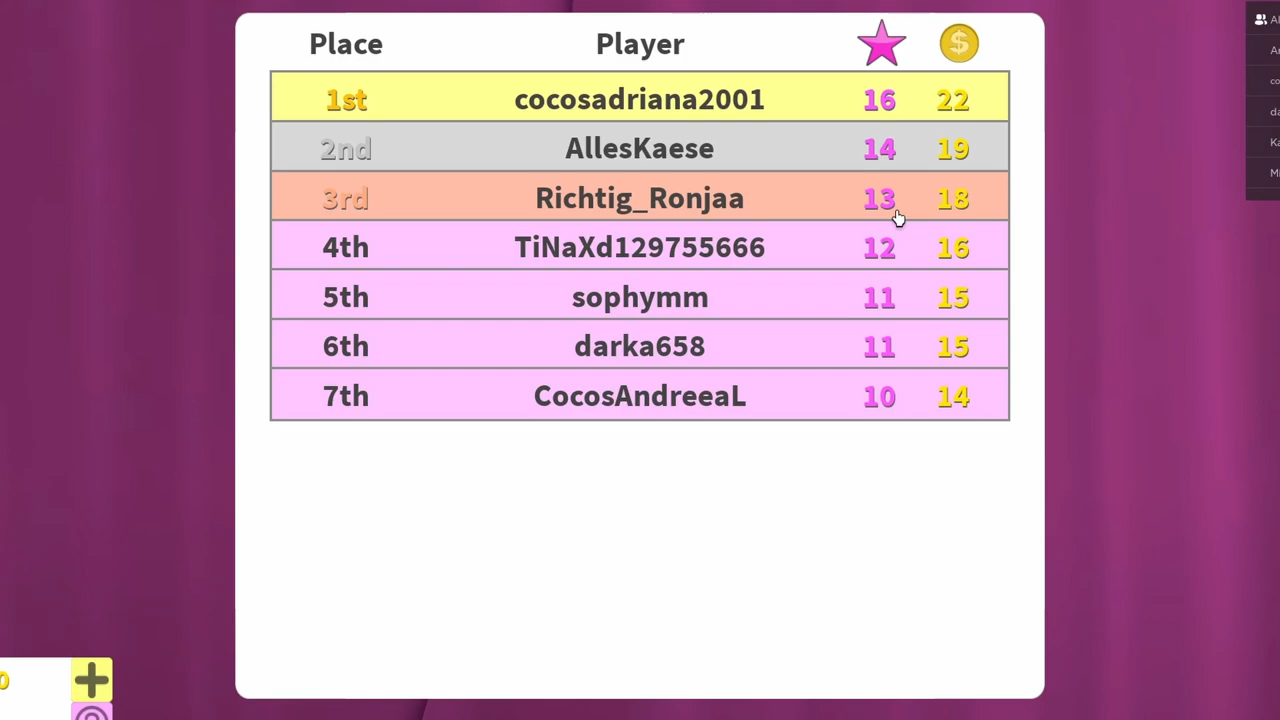 Place Player $
1st cocosadriana2001 16 22
2nd AllesKaese 14 19
3rd Richtig_Ronjaa 13 18
4th TiNaXd129755666 12 16
5th sophymm 11 15
6th darka658 11 15
7th CocosAndreeaL 10 14